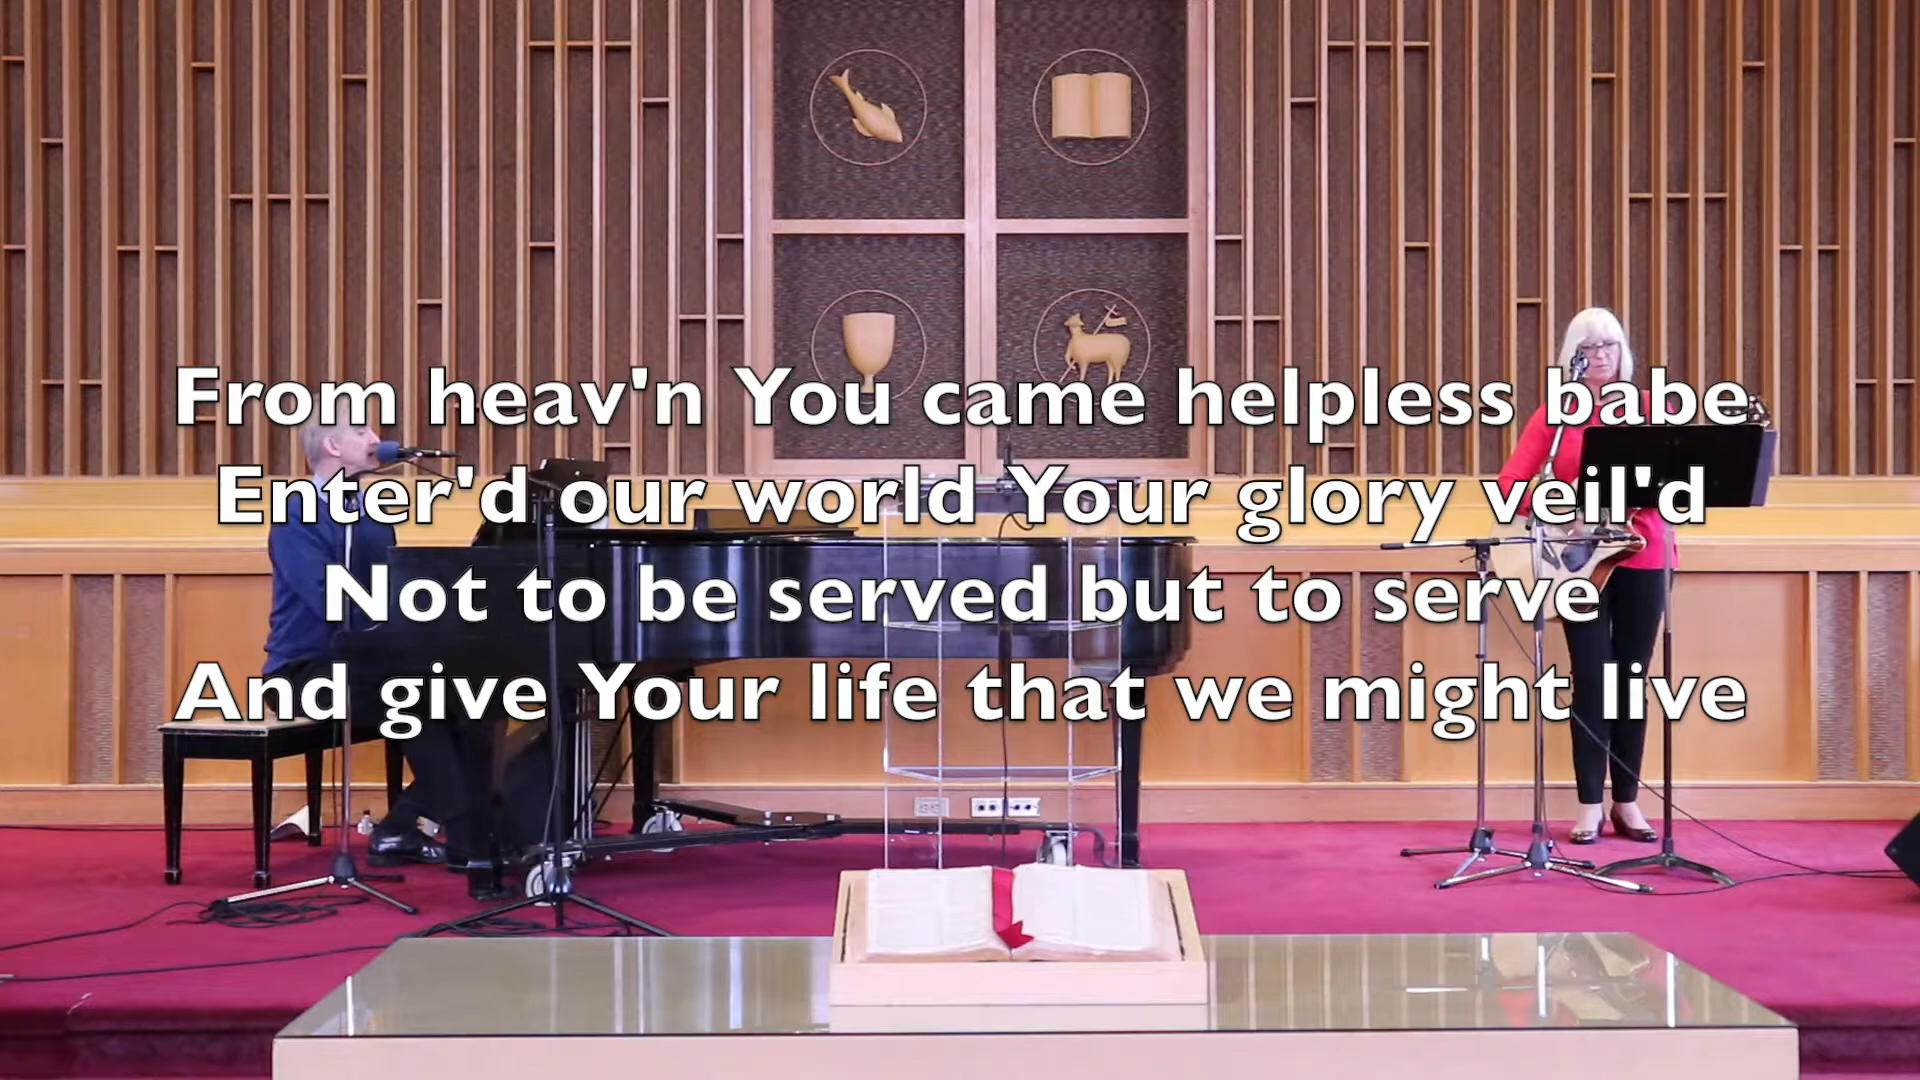 From heav'n You came helpless babe
Enter'd our world Your glory veil'd
Not to be served but to serve
And give Your life that we might live